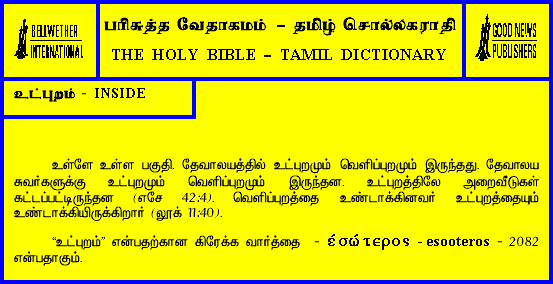 BELLWETHER
INTERNATIONAL
பரிசுத்த வேதாகமம் - தமிழ் சொல்லகராதி
THE HOLY BIBLE - TAMIL DICTIONARY
GOOD NEWS
PUBLISHERS
உட்புறம் - INSIDE
உள்ளே உள்ள பகுதி. தேவாலயத்தில் உட்புறமும் வெளிப்புறமும் இருந்தது. தேவாலய
சுவர்களுக்கு உட்புறமும் வெளிப்புறமும் இருந்தன. உட்புறத்திலே அறைவீடுகள்
கட்டப்பட்டிருந்தன (எசே 42:4). வெளிப்புறத்தை உண்டாக்கினவர் உட்புறத்தையும்
உண்டாக்கியிருக்கிறார் (லூக் 11:40).
“உட்புறம்” என்பதற்கான கிரேக்க வார்த்தை - έσώτερος - esooteros - 2082
என்பதாகும்.